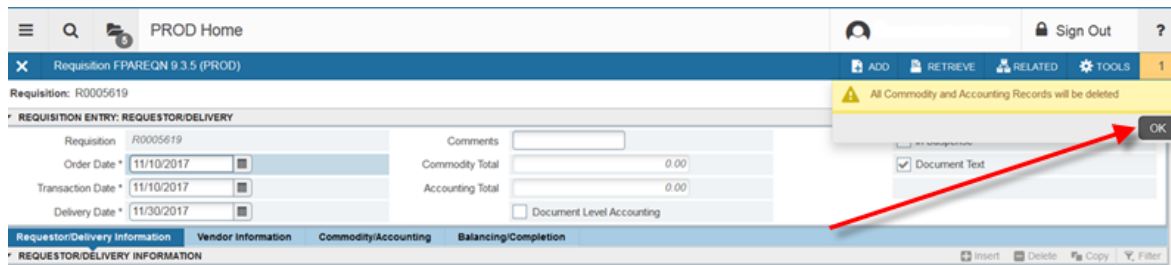 5 PROD Home Sign Out ?
Requisition FPAREQN 9.3.5 (PROD) ADD RETRIEVE RELATED TOOLS 1
Requisition: R0005619 All Commodity and Accounting Records will be deleted
REQUISITION ENTRY: REQUESTOR/DELIVERY OK
Requisition R0005619 Comments In Suspense
Order Date * 11/10/2017 Commodity Total 0.00 Document Text
Transaction Date * 11/10/2017 Accounting Total 0.00
Delivery Date * 11/30/2017 Document Level Accounting
Requestor/Delivery Information Vendor Information Commodity/Accounting Balancing/Completion
REQUESTOR/DELIVERY INFORMATION Insert Delete Copy Filter